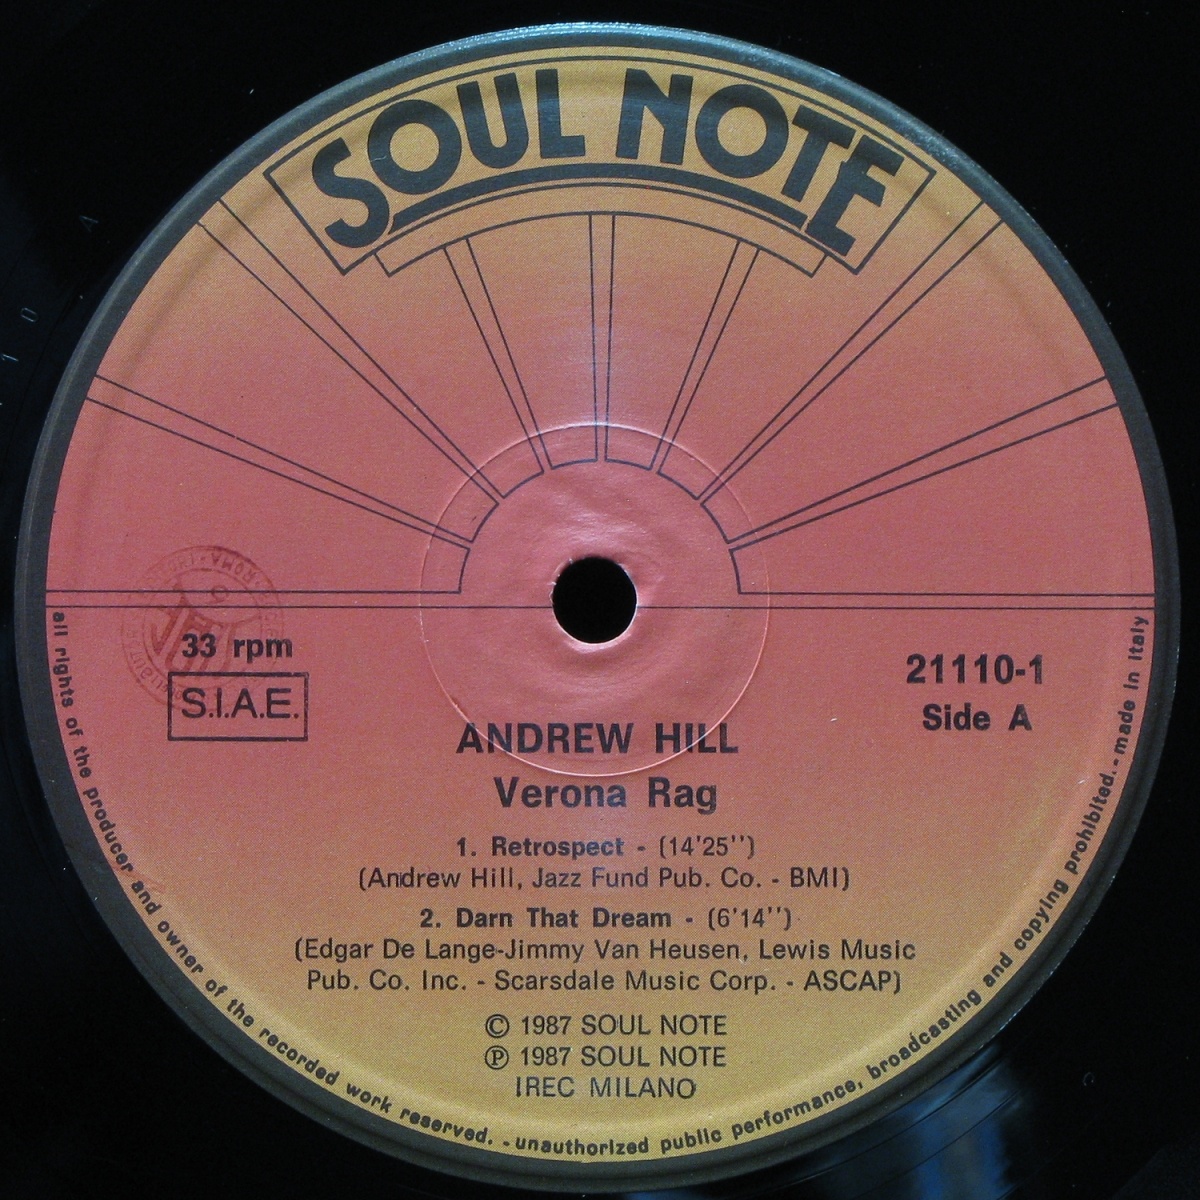 SOUL NOTE
33 rpm
S.I.A.E.
21110-1
Side A
ANDREW HILL
Verona Rag
1. Retrospect - (14'25'')
(Andrew Hill, Jazz Fund Pub. Co. - BMI)
2. Darn That Dream - (6'14'')
(Edgar De Lange-Jimmy Van Heusen, Lewis Music
Pub. Co. Inc. - Scarsdale Music Corp. - ASCAP)
© 1987 SOUL NOTE
℗ 1987 SOUL NOTE
IREC MILANO
all rights of the producer and owner of the recorded work reserved. - unauthorized public performance, broadcasting and copying prohibited. - made in italy